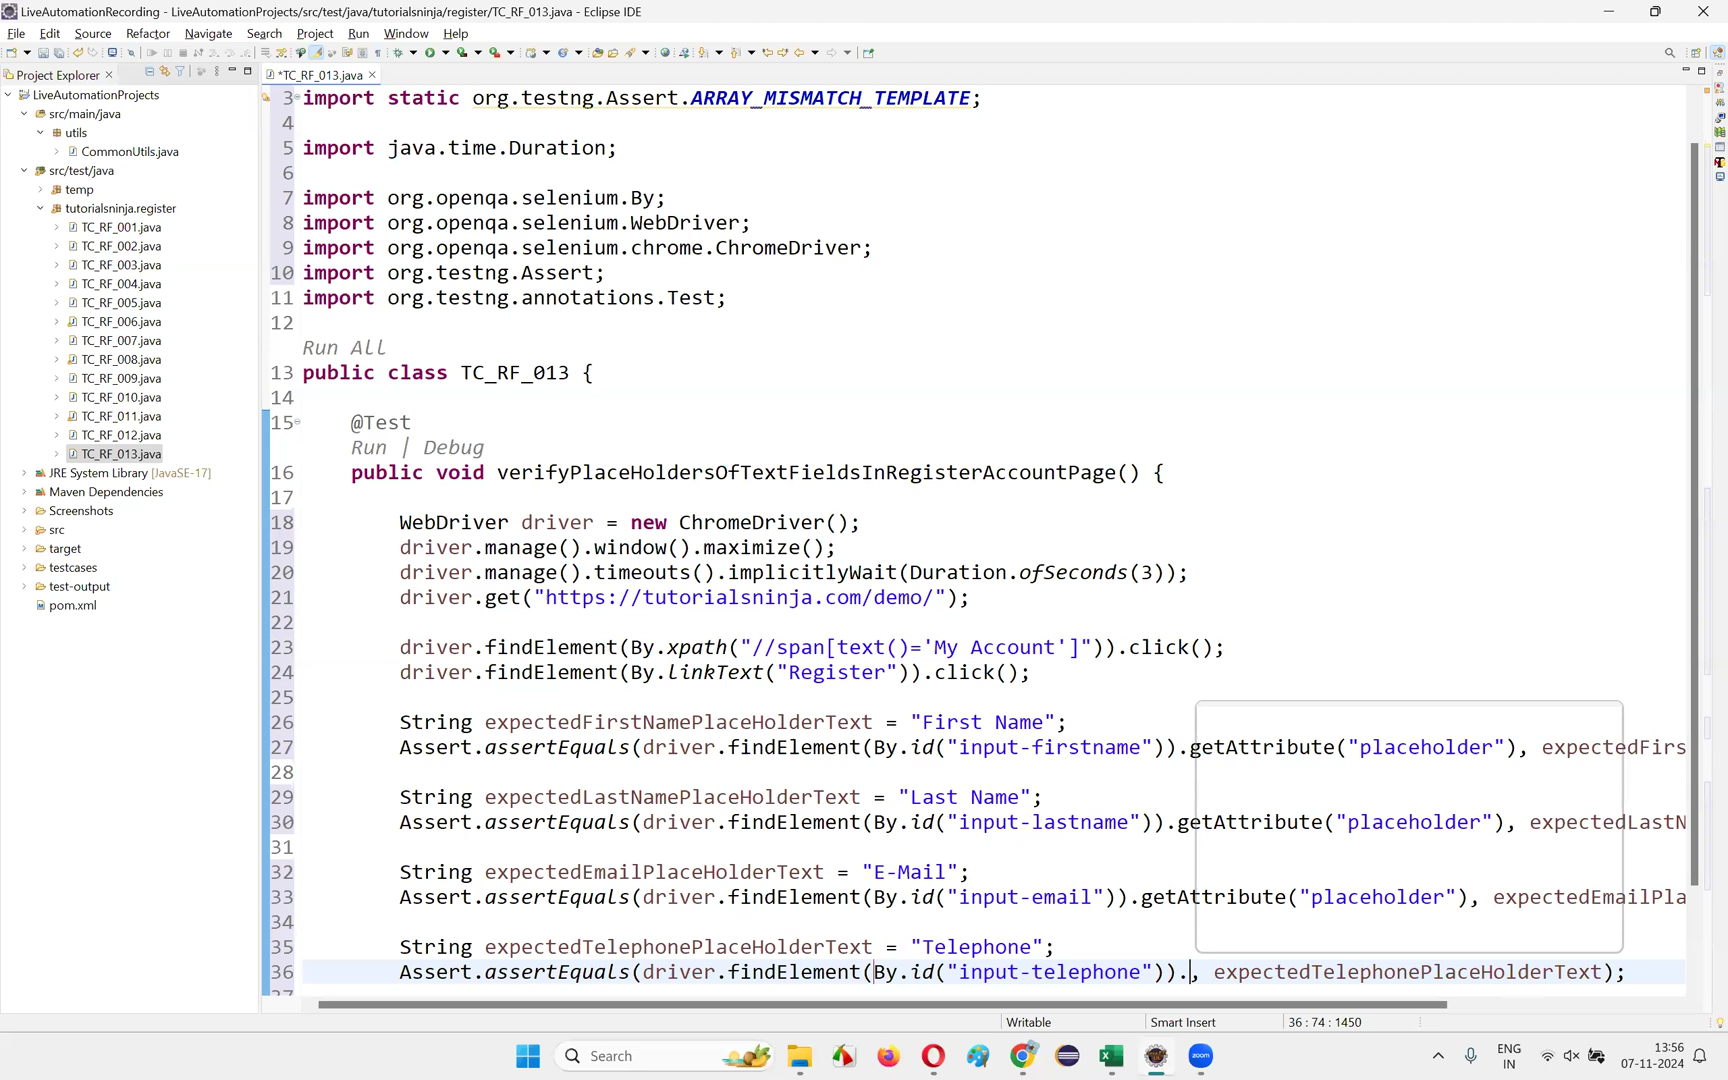 LiveAutomationRecording - LiveAutomationProjects/src/test/java/tutorialsninja/register/TC_RF_013.java - Eclipse IDE
File Edit Source Refactor Navigate Search Project Run Window Help
Project Explorer
*TC_RF_013.java
LiveAutomationProjects
src/main/java
utils
CommonUtils.java
src/test/java
temp
tutorialsninja.register
TC_RF_001.java
TC_RF_002.java
TC_RF_003.java
TC_RF_004.java
TC_RF_005.java
TC_RF_006.java
TC_RF_007.java
TC_RF_008.java
TC_RF_009.java
TC_RF_010.java
TC_RF_011.java
TC_RF_012.java
TC_RF_013.java
JRE System Library [JavaSE-17]
Maven Dependencies
Screenshots
src
target
testcases
test-output
pom.xml
3 import static org.testng.Assert.ARRAY_MISMATCH_TEMPLATE;
4
5 import java.time.Duration;
6
7 import org.openqa.selenium.By;
8 import org.openqa.selenium.WebDriver;
9 import org.openqa.selenium.chrome.ChromeDriver;
10 import org.testng.Assert;
11 import org.testng.annotations.Test;
12
Run All
13 public class TC_RF_013 {
14
15 @Test
Run | Debug
16 public void verifyPlaceHoldersOfTextFieldsInRegisterAccountPage() {
17
18 WebDriver driver = new ChromeDriver();
19 driver.manage().window().maximize();
20 driver.manage().timeouts().implicitlyWait(Duration.ofSeconds(3));
21 driver.get("https://tutorialsninja.com/demo/");
22
23 driver.findElement(By.xpath("//span[text()='My Account']")).click();
24 driver.findElement(By.linkText("Register")).click();
25
26 String expectedFirstNamePlaceHolderText = "First Name";
27 Assert.assertEquals(driver.findElement(By.id("input-firstname")).getAttribute("placeholder"), expectedFirs
28
29 String expectedLastNamePlaceHolderText = "Last Name";
30 Assert.assertEquals(driver.findElement(By.id("input-lastname")).getAttribute("placeholder"), expectedLastN
31
32 String expectedEmailPlaceHolderText = "E-Mail";
33 Assert.assertEquals(driver.findElement(By.id("input-email")).getAttribute("placeholder"), expectedEmailPla
34
35 String expectedTelephonePlaceHolderText = "Telephone";
36 Assert.assertEquals(driver.findElement(By.id("input-telephone"))., expectedTelephonePlaceHolderText);
Writable Smart Insert 36 : 74 : 1450
Search
zoom
ENG
IN
13:56
07-11-2024